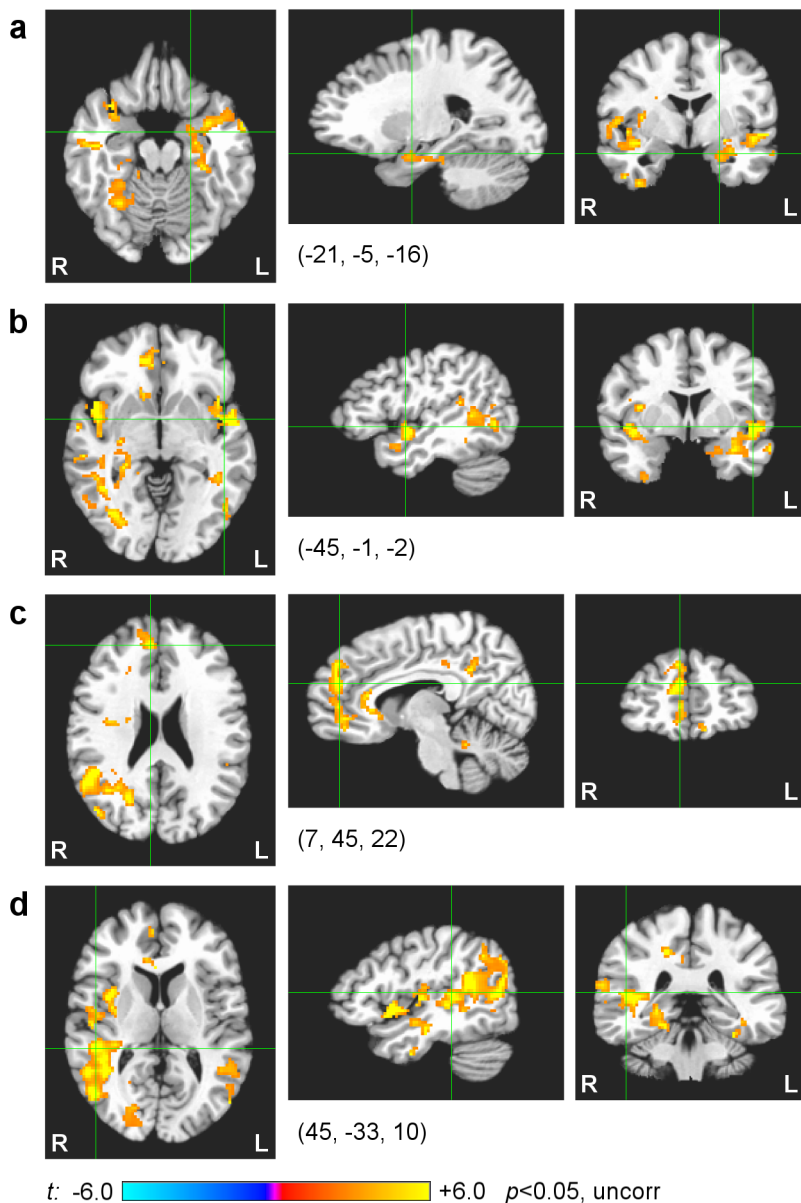 a
R L R L
(-21, -5, -16)
b
R L R L
(-45, -1, -2)
c
R L R L
(7, 45, 22)
d
R L R L
(45, -33, 10)
t: -6.0 +6.0 p<0.05, uncorr